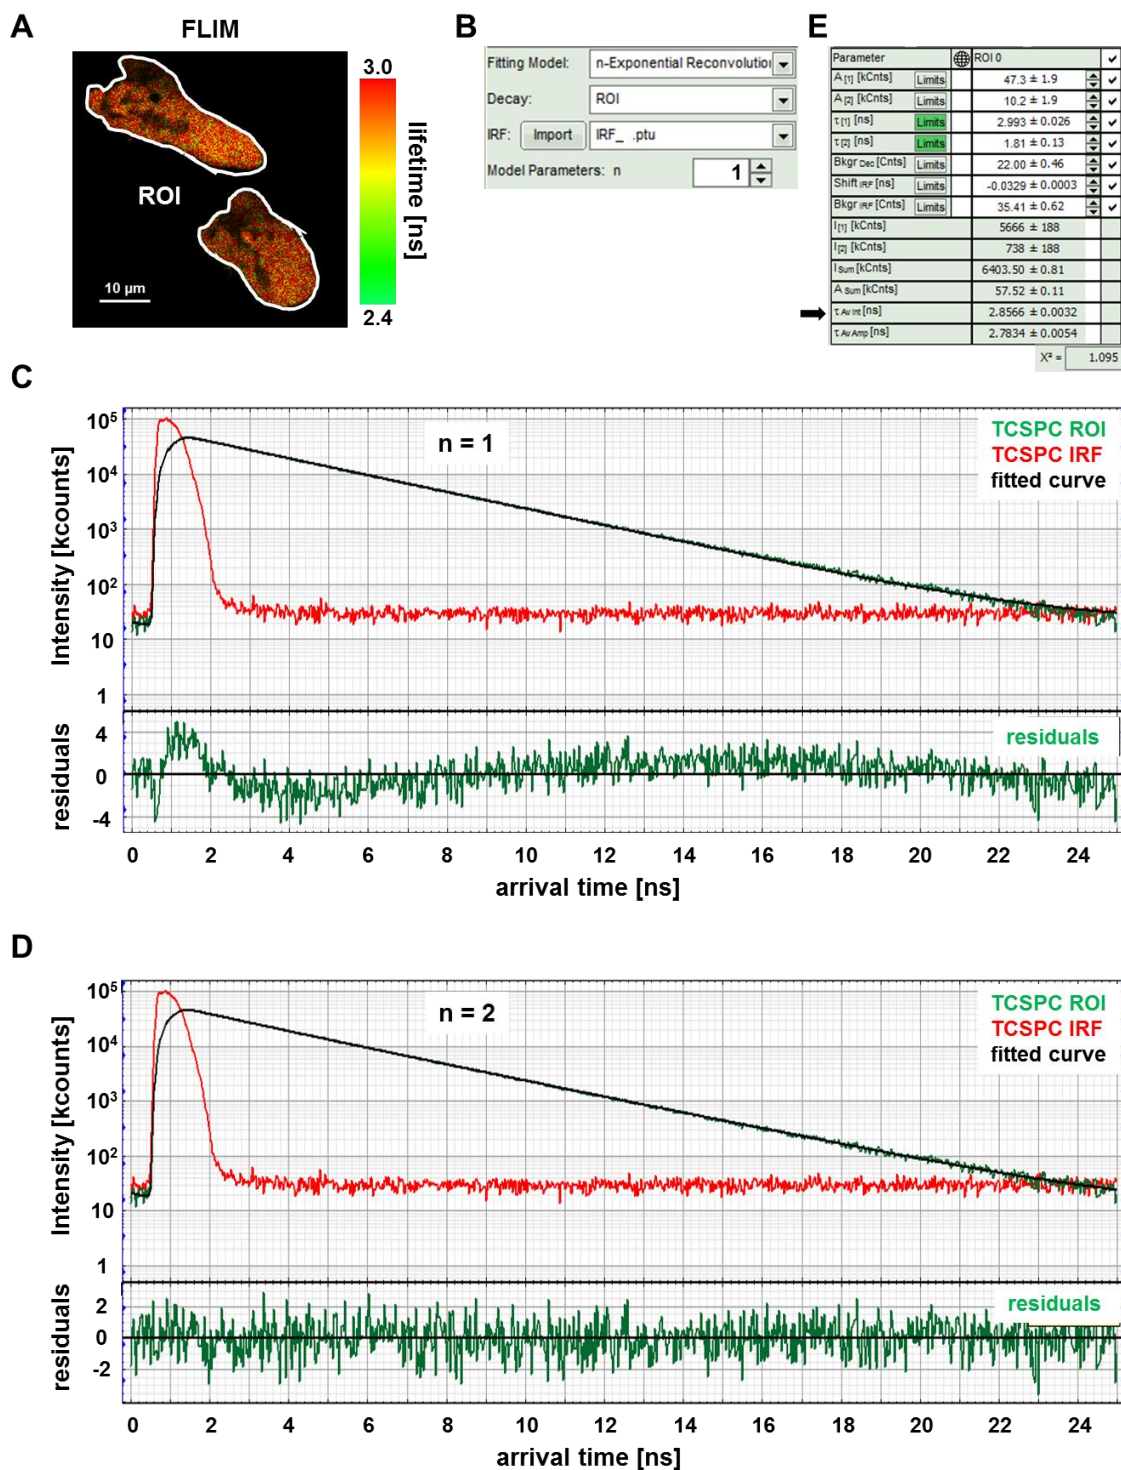 A
FLIM
3.0
lifetime [ns]
2.4
ROI
10 µm
B
Fitting Model: n-Exponential Reconvolution
Decay: ROI
IRF: Import IRF_ .ptu
Model Parameters: n 1
E
Parameter ROI 0
A [1] [kCnts] Limits 47.3 ± 1.9
A [2] [kCnts] Limits 10.2 ± 1.9
τ [1] [ns] Limits 2.993 ± 0.026
τ [2] [ns] Limits 1.81 ± 0.13
Bkgr Dec [Cnts] Limits 22.00 ± 0.46
Shift IRF [ns] Limits -0.0329 ± 0.0003
Bkgr IRF [Cnts] Limits 35.41 ± 0.62
I [1] [kCnts] 5666 ± 188
I [2] [kCnts] 738 ± 188
I Sum [kCnts] 6403.50 ± 0.81
A Sum [kCnts] 57.52 ± 0.11
τ Av Int [ns] 2.8566 ± 0.0032
τ Av Amp [ns] 2.7834 ± 0.0054
X² = 1.095
C
Intensity [kcounts]
10⁵
10⁴
10³
10²
10
1
n = 1
TCSPC ROI
TCSPC IRF
fitted curve
residuals
4
0
-4
residuals
0 2 4 6 8 10 12 14 16 18 20 22 24
arrival time [ns]
D
Intensity [kcounts]
10⁵
10⁴
10³
10²
10
1
n = 2
TCSPC ROI
TCSPC IRF
fitted curve
residuals
2
0
-2
residuals
0 2 4 6 8 10 12 14 16 18 20 22 24
arrival time [ns]